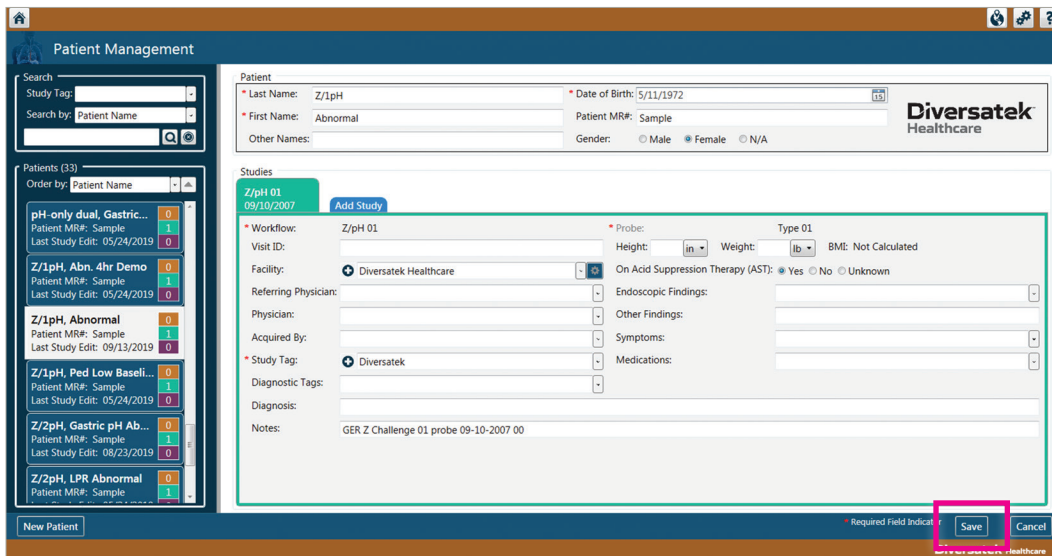 ?
Patient Management
Search
Study Tag:
Search by: Patient Name
Patients (33)
Order by: Patient Name
pH-only dual, Gastric... 0
Patient MR#: Sample 1
Last Study Edit: 05/24/2019 0
Z/1pH, Abn. 4hr Demo 0
Patient MR#: Sample 1
Last Study Edit: 05/24/2019 0
Z/1pH, Abnormal 0
Patient MR#: Sample 1
Last Study Edit: 09/13/2019 0
Z/1pH, Ped Low Baseli... 0
Patient MR#: Sample 1
Last Study Edit: 05/24/2019 0
Z/2pH, Gastric pH Ab... 0
Patient MR#: Sample 1
Last Study Edit: 08/23/2019 0
Z/2pH, LPR Abnormal 0
Patient MR#: Sample 1
New Patient
Patient
* Last Name: Z/1pH * Date of Birth: 5/11/1972 15
* First Name: Abnormal Patient MR#: Sample
Other Names: Gender: Male Female N/A
Diversatek
Healthcare
Studies
Z/pH 01
09/10/2007 Add Study
* Workflow: Z/pH 01 * Probe: Type 01
Visit ID: Height: in Weight: lb BMI: Not Calculated
Facility: Diversatek Healthcare On Acid Suppression Therapy (AST): Yes No Unknown
Referring Physician: Endoscopic Findings:
Physician: Other Findings:
Acquired By: Symptoms:
* Study Tag: Diversatek Medications:
Diagnostic Tags:
Diagnosis:
Notes: GER Z Challenge 01 probe 09-10-2007 00
* Required Field Indicator Save Cancel
Diversatek Healthcare